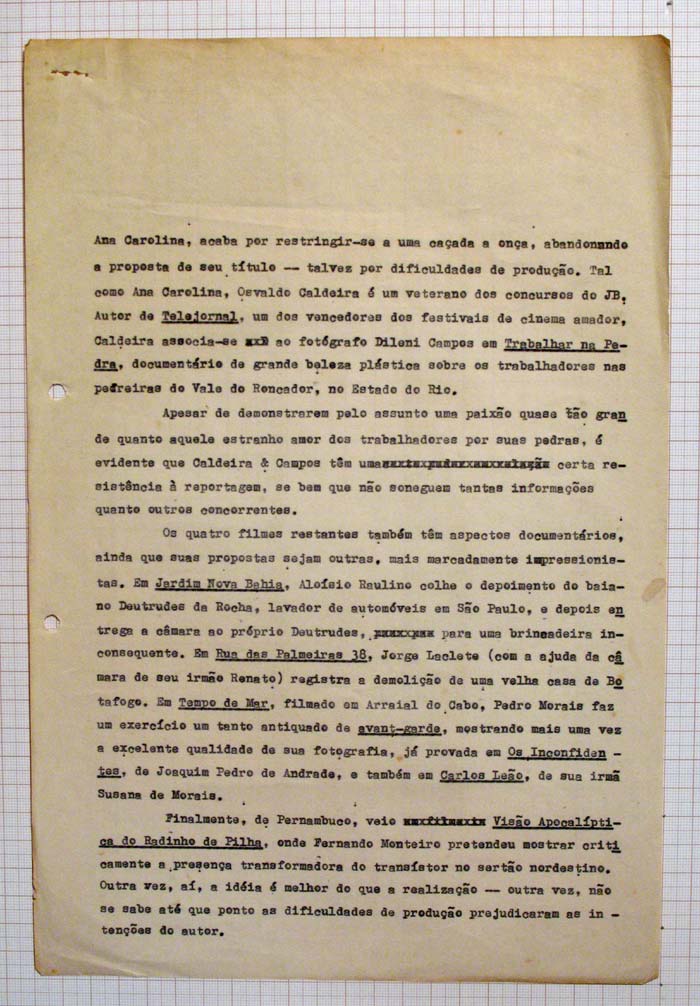 Ana Carolina, acaba por restringir-se a uma caçada a onça, abandonando
a proposta de seu título -- talvez por dificuldades de produção. Tal
como Ana Carolina, Osvaldo Caldeira é um veterano dos concursos do JB.
Autor de Telejornal, um dos vencedores dos festivais de cinema amador,
Caldeira associa-se ao fotógrafo Dileni Campos em Trabalhar na Pe-
dra, documentário de grande beleza plástica sobre os trabalhadores nas
pedreiras do Vale do Roncador, no Estado do Rio.
Apesar de demonstrarem pelo assunto uma paixão quase tão gran
de quanto aquele estranho amor dos trabalhadores por suas pedras, é
evidente que Caldeira & Campos têm uma certa re-
sistência à reportagem, se bem que não soneguem tantas informações
quanto outros concorrentes.
Os quatro filmes restantes também têm aspectos documentários,
ainda que suas propostas sejam outras, mais marcadamente impressionis-
tas. Em Jardim Nova Bahia, Aloísio Raulino colhe o depoimento do baia-
no Deutrudes da Rocha, lavador de automóveis em São Paulo, e depois en
trega a câmara ao próprio Deutrudes, para uma brincadeira in-
consequente. Em Rua das Palmeiras 38, Jorge Laclete (com a ajuda da câ
mara de seu irmão Renato) registra a demolição de uma velha casa de Bo
tafogo. Em Tempo de Mar, filmado em Arraial do Cabo, Pedro Morais faz
um exercício um tanto antiquado de avant-garde, mostrando mais uma vez
a excelente qualidade de sua fotografia, já provada em Os Inconfiden -
tes, de Joaquim Pedro de Andrade, e também em Carlos Leão, de sua irmã
Susana de Morais.
Finalmente, de Pernambuco, veio Visão Apocalípti-
ca do Radinho de Pilha, onde Fernando Monteiro pretendeu mostrar criti
camente a presença transformadora do transístor no sertão nordestino.
Outra vez, aí, a idéia é melhor do que a realização -- outra vez, não
se sabe até que ponto as dificuldades de produção prejudicaram as in -
tenções do autor.